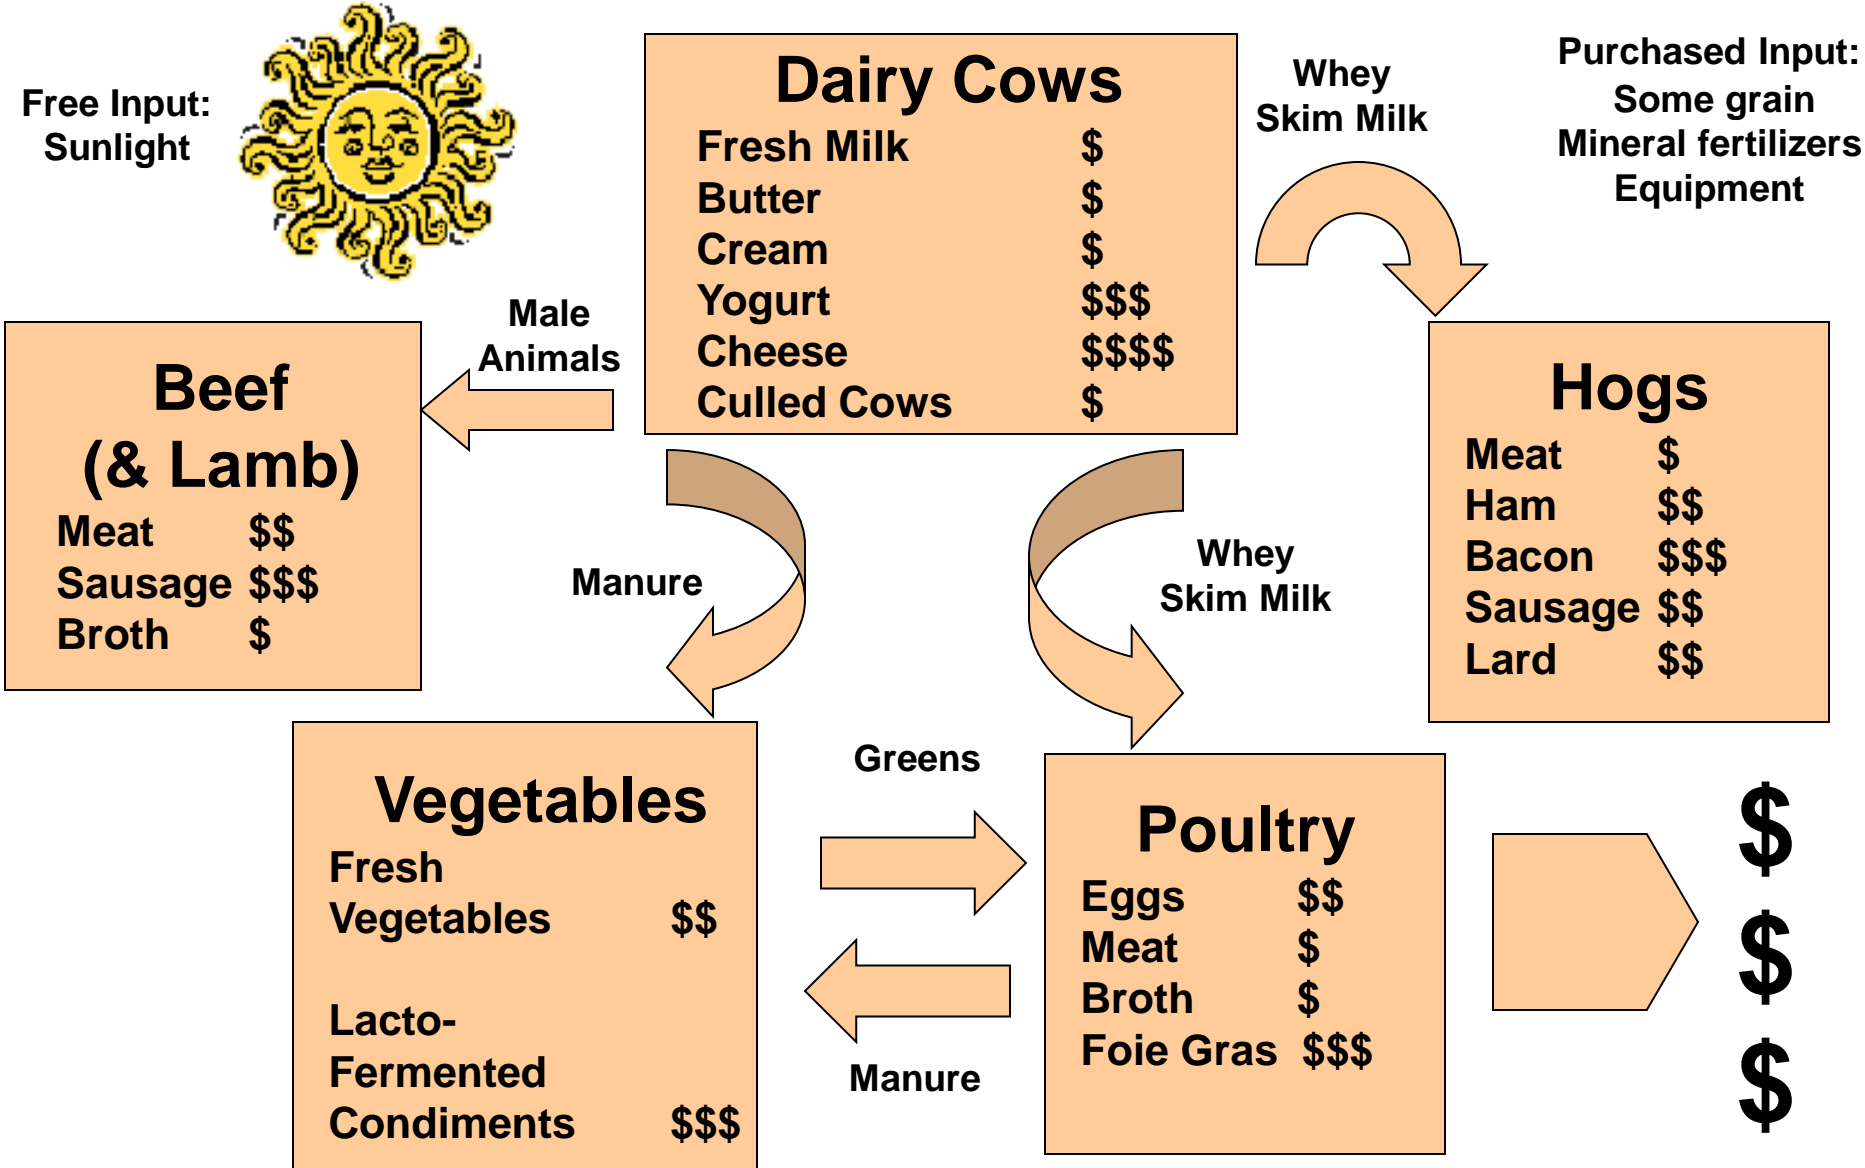 Free Input:
Sunlight
Dairy Cows
Fresh Milk $
Butter $
Cream $
Yogurt $$$
Cheese $$$$
Culled Cows $
Whey
Skim Milk
Purchased Input:
Some grain
Mineral fertilizers
Equipment
Male
Animals
Beef
(& Lamb)
Meat $$
Sausage $$$
Broth $
Hogs
Meat $
Ham $$
Bacon $$$
Sausage $$
Lard $$
Manure
Whey
Skim Milk
Vegetables
Fresh
Vegetables $$
Lacto-
Fermented
Condiments $$$
Greens
Manure
Poultry
Eggs $$
Meat $
Broth $
Foie Gras $$$
$
$
$